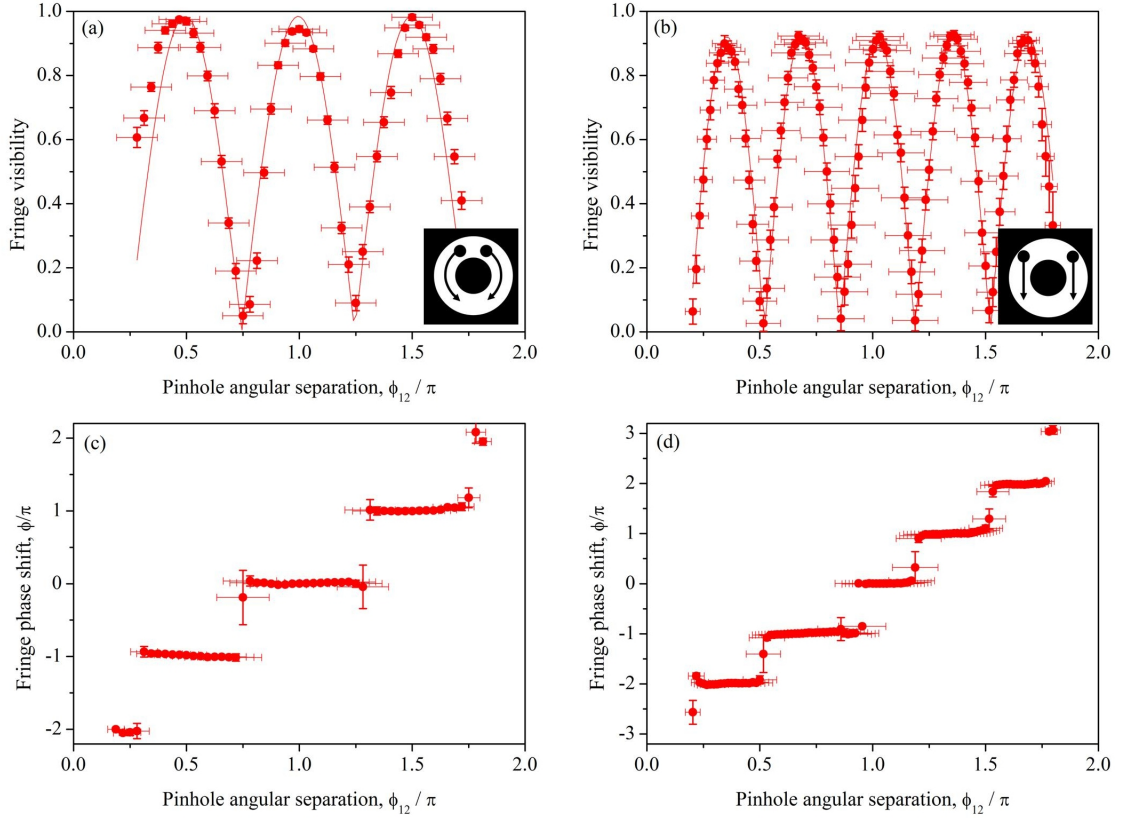 (a)
1.0
0.8
0.6
0.4
0.2
0.0
Fringe visibility
0.0 0.5 1.0 1.5 2.0
Pinhole angular separation, ϕ₁₂ / π
(b)
1.0
0.8
0.6
0.4
0.2
0.0
Fringe visibility
0.0 0.5 1.0 1.5 2.0
Pinhole angular separation, ϕ₁₂ / π
(c)
2
1
0
-1
-2
Fringe phase shift, ϕ/π
0.0 0.5 1.0 1.5 2.0
Pinhole angular separation, ϕ₁₂ / π
(d)
3
2
1
0
-1
-2
-3
Fringe phase shift, ϕ/π
0.0 0.5 1.0 1.5 2.0
Pinhole angular separation, ϕ₁₂ / π